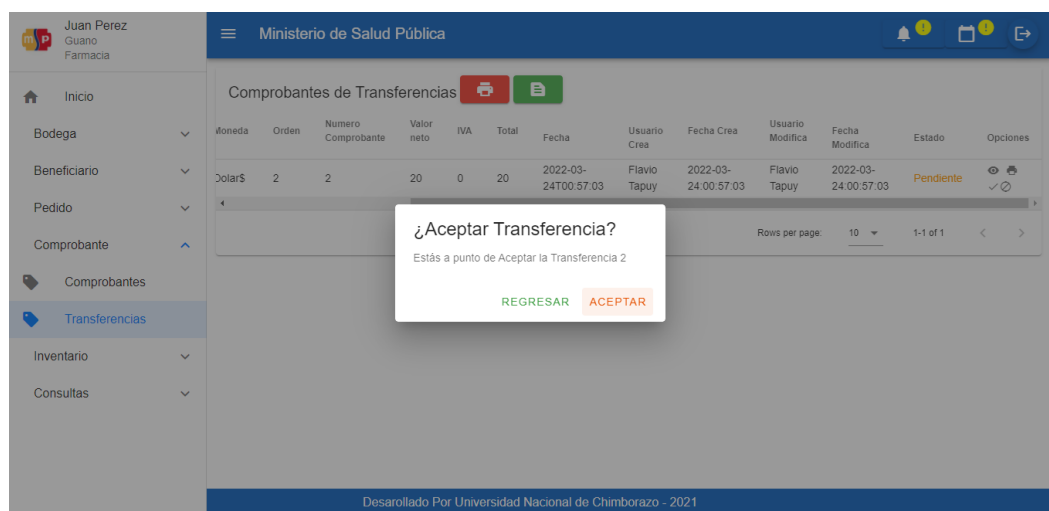 Juan Perez
Guano
Farmacia
Ministerio de Salud Pública
Inicio
Bodega
Beneficiario
Pedido
Comprobante
Comprobantes
Transferencias
Inventario
Consultas
Comprobantes de Transferencias
Moneda Orden Numero Comprobante Valor neto IVA Total Fecha Usuario Crea Fecha Crea Usuario Modifica Fecha Modifica Estado Opciones
Dolar$ 2 2 20 0 20 2022-03-24T00:57.03 Flavio Tapuy 2022-03-24:00:57:03 Flavio Tapuy 2022-03-24:00:57:03 Pendiente
Rows per page: 10 1-1 of 1
¿Aceptar Transferencia?
Estás a punto de Aceptar la Transferencia 2
REGRESAR ACEPTAR
Desarollado Por Universidad Nacional de Chimborazo - 2021